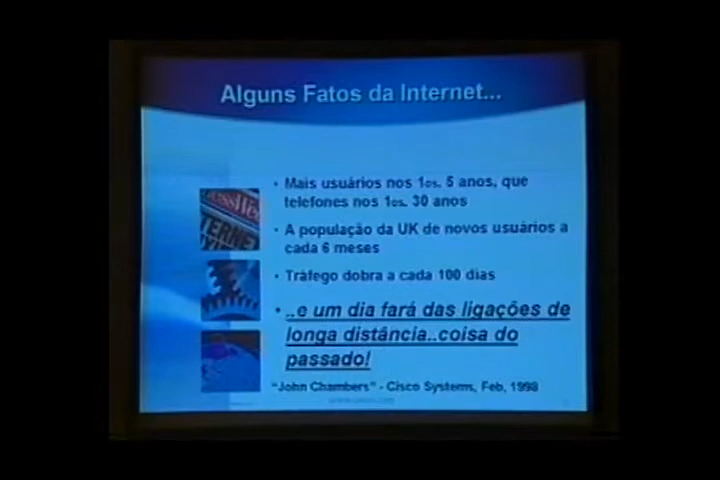 Alguns Fatos da Internet...
• Mais usuários nos 1os. 5 anos, que
telefones nos 1os. 30 anos
• A população da UK de novos usuários a
cada 6 meses
• Tráfego dobra a cada 100 dias
• ..e um dia fará das ligações de
longa distância..coisa do
passado!
"John Chambers" - Cisco Systems, Feb, 1998